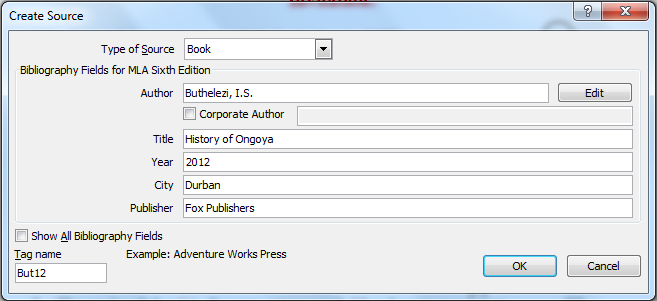 Create Source
Type of Source Book
Bibliography Fields for MLA Sixth Edition
Author Buthelezi, I.S. Edit
Corporate Author
Title History of Ongoya
Year 2012
City Durban
Publisher Fox Publishers
Show All Bibliography Fields
Tag name Example: Adventure Works Press
But12 OK Cancel